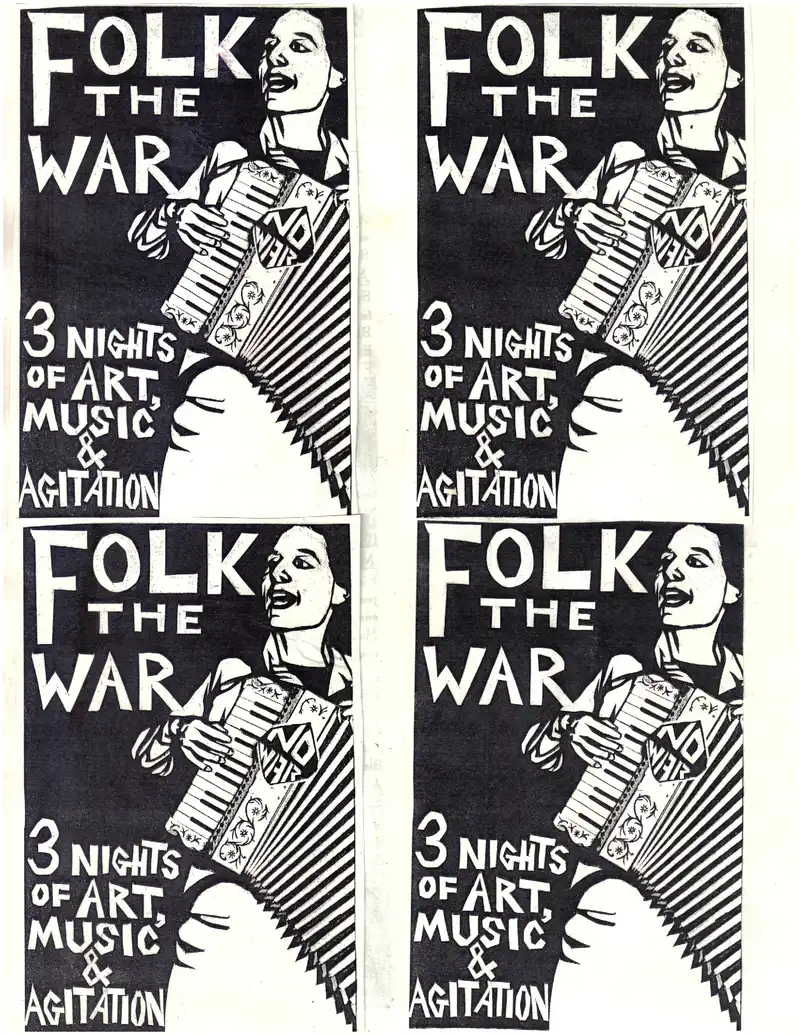 FOLK
THE
WAR
NO
WAR
3 NIGHTS
OF ART,
MUSIC
&
AGITATION
FOLK
THE
WAR
NO
WAR
3 NIGHTS
OF ART,
MUSIC
&
AGITATION
FOLK
THE
WAR
NO
WAR
3 NIGHTS
OF ART,
MUSIC
&
AGITATION
FOLK
THE
WAR
NO
WAR
3 NIGHTS
OF ART,
MUSIC
&
AGITATION